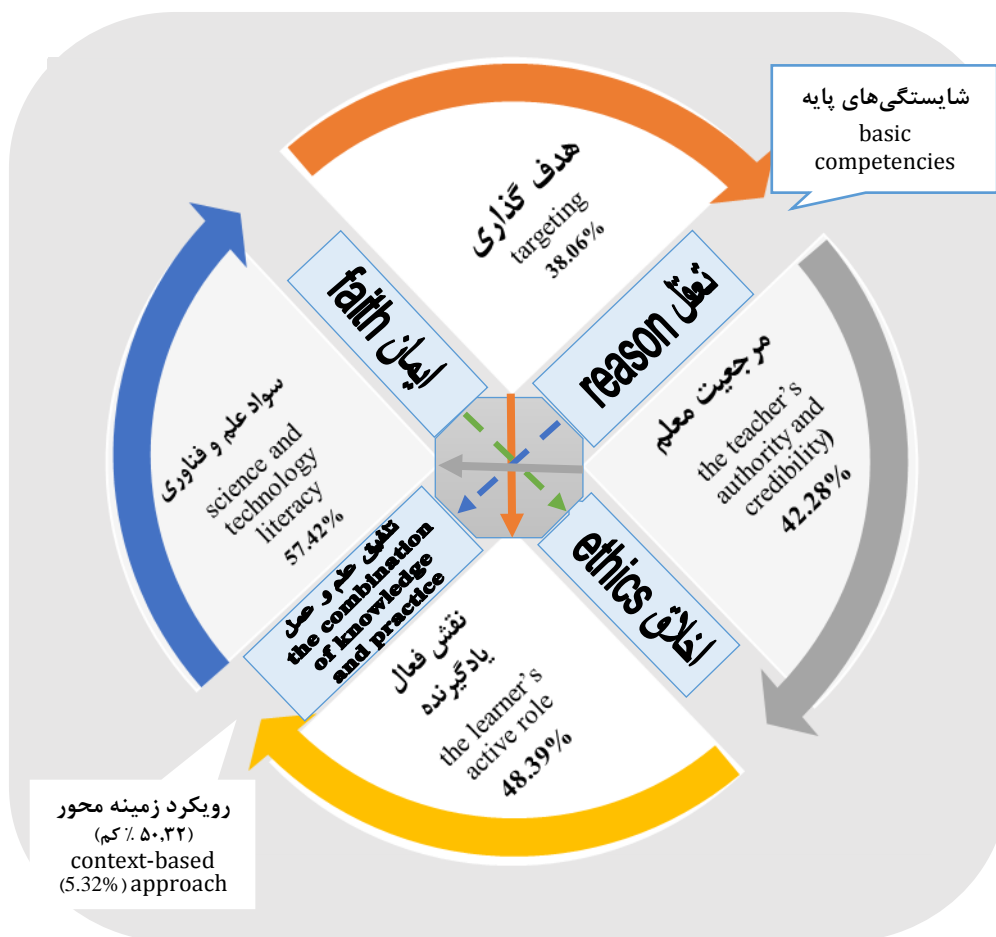 شایستگی‌های پایه
basic
competencies
هدف گذاری
targeting
38.06%
ایمان faith
تعقل reason
مرجعیت معلم
the teacher’s
authority and
credibility)
42.28%
سواد علم و فناوری
science and
technology
literacy
57.42%
تلفیق علم و عمل
the combination
of knowledge
and practice
اخلاق ethics
نقش فعال
یادگیرنده
the learner’s
active role
48.39%
رویکرد زمینه محور
(۵۰,۳۲ ٪ کم)
context-based
(5.32%) approach